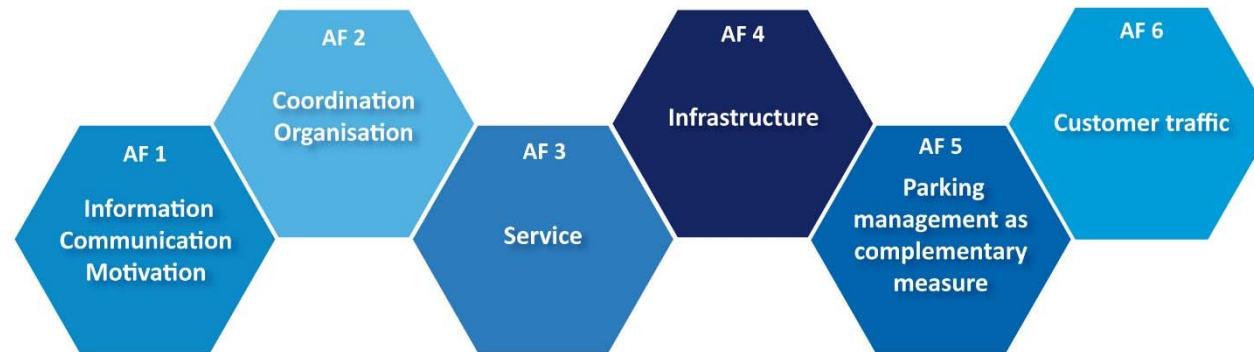 AF 1
Information
Communication
Motivation
AF 2
Coordination
Organisation
AF 3
Service
AF 4
Infrastructure
AF 5
Parking
management as
complementary
measure
AF 6
Customer traffic